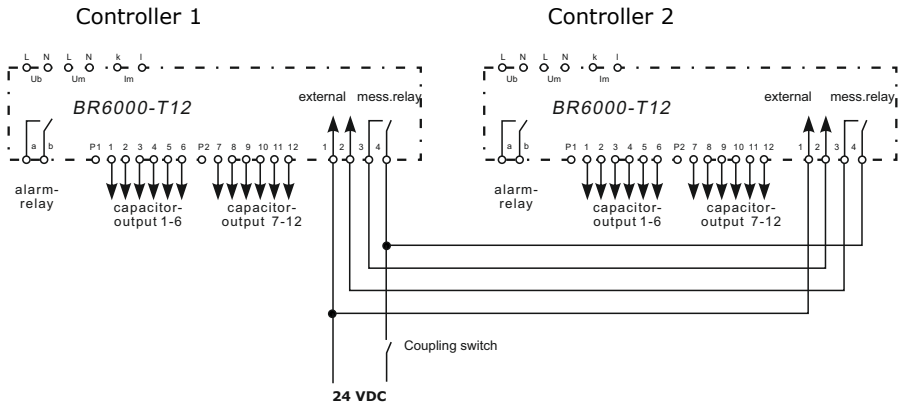 Controller 1 Controller 2
L N L N k l L N L N k l
Ub Um Im Ub Um Im
BR6000-T12 external mess.relay BR6000-T12 external mess.relay
a b P1 1 2 3 4 5 6 P2 7 8 9 10 11 12 1 2 3 4 a b P1 1 2 3 4 5 6 P2 7 8 9 10 11 12 1 2 3 4
alarm- alarm-
relay relay
capacitor- capacitor- capacitor- capacitor-
output 1-6 output 7-12 output 1-6 output 7-12
Coupling switch
24 VDC